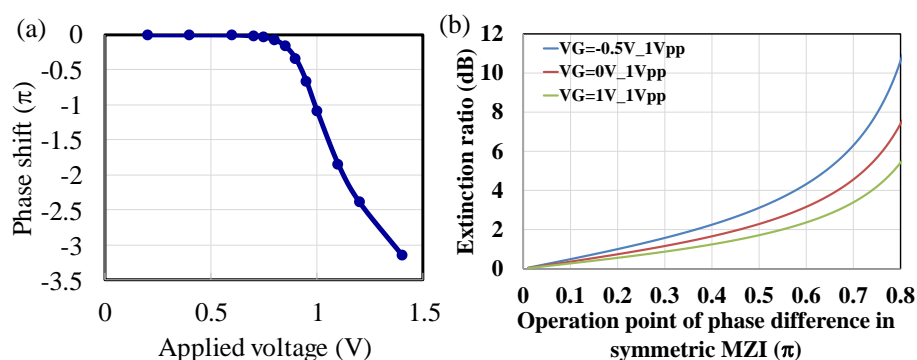 (a)
0
-0.5
-1
-1.5
-2
-2.5
-3
-3.5
Phase shift (π)
0 0.5 1 1.5
Applied voltage (V)
(b)
12
10
8
6
4
2
0
Extinction ratio (dB)
VG=-0.5V_1Vpp
VG=0V_1Vpp
VG=1V_1Vpp
0 0.1 0.2 0.3 0.4 0.5 0.6 0.7 0.8
Operation point of phase difference in
symmetric MZI (π)